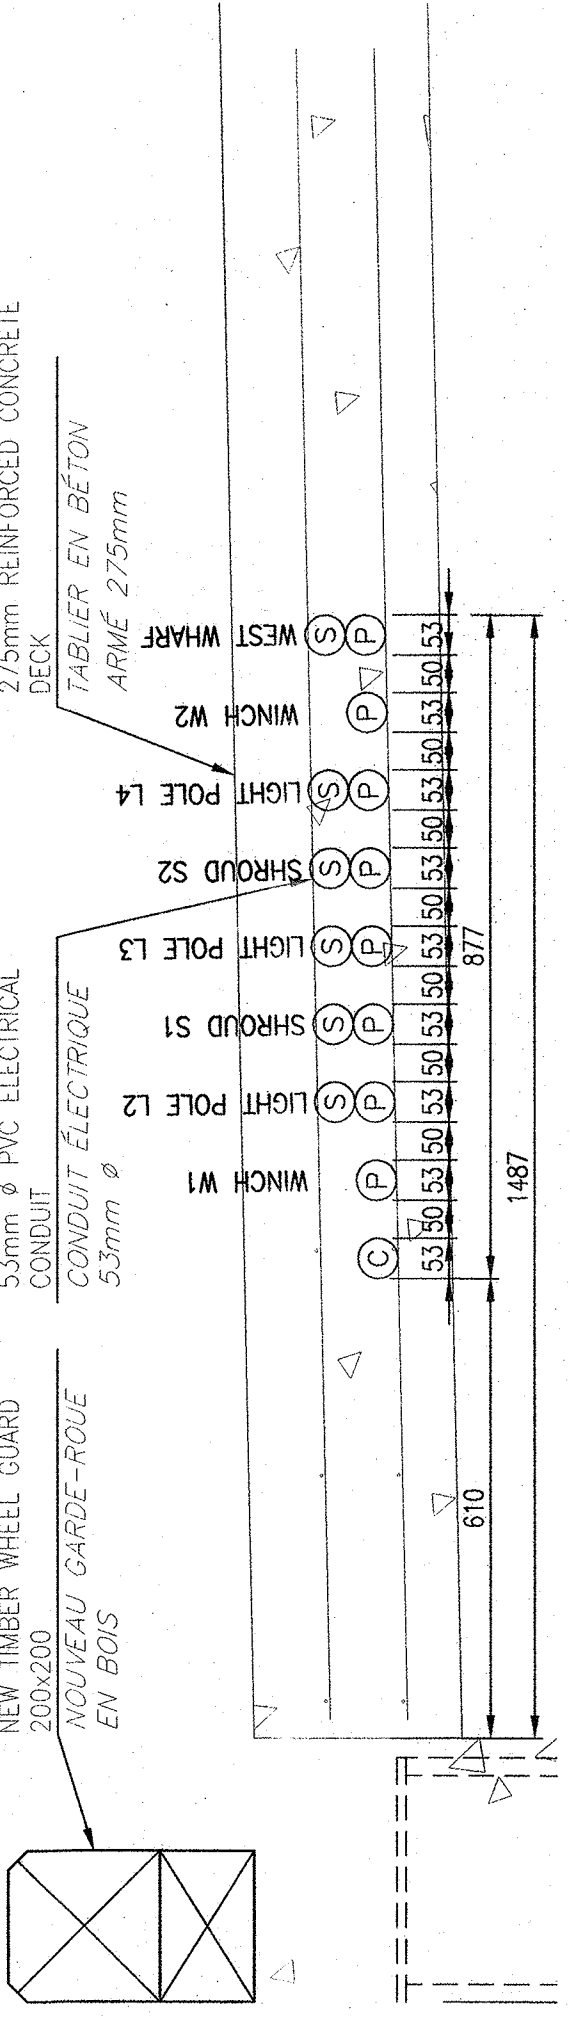 NEW TIMBER WHEEL GUARD
200x200
NOUVEAU GARDE-ROUE
EN BOIS
53mm ø PVC ELECTRICAL
CONDUIT
CONDUIT ÉLECTRIQUE
53mm ø
275mm REINFORCED CONCRETE
DECK
TABLIER EN BÉTON
ARMÉ 275mm
WINCH W1
LIGHT POLE L2
SHROUD S1
LIGHT POLE L3
SHROUD S2
LIGHT POLE L4
WINCH W2
WEST WHARF
S S S S S S
C P P P P P P P P
53 50 53 50 53 50 53 50 53 50 53 50 53 50 53 50 53
610 877
1487